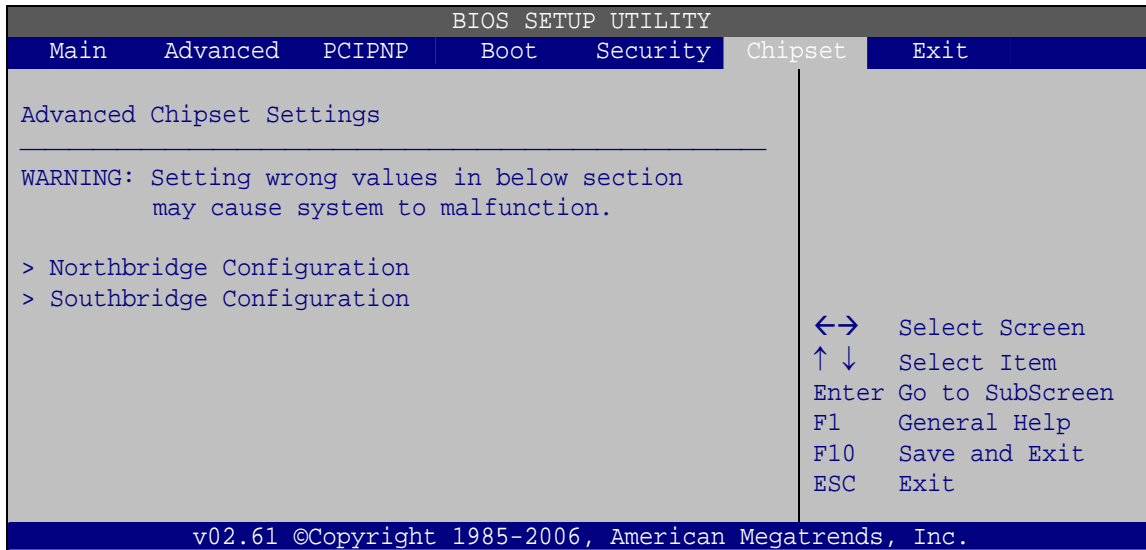 BIOS SETUP UTILITY
Main Advanced PCIPNP Boot Security Chipset Exit
Advanced Chipset Settings
WARNING: Setting wrong values in below section
may cause system to malfunction.
> Northbridge Configuration
> Southbridge Configuration
←→ Select Screen
↑ ↓ Select Item
Enter Go to SubScreen
F1 General Help
F10 Save and Exit
ESC Exit
v02.61 ©Copyright 1985-2006, American Megatrends, Inc.